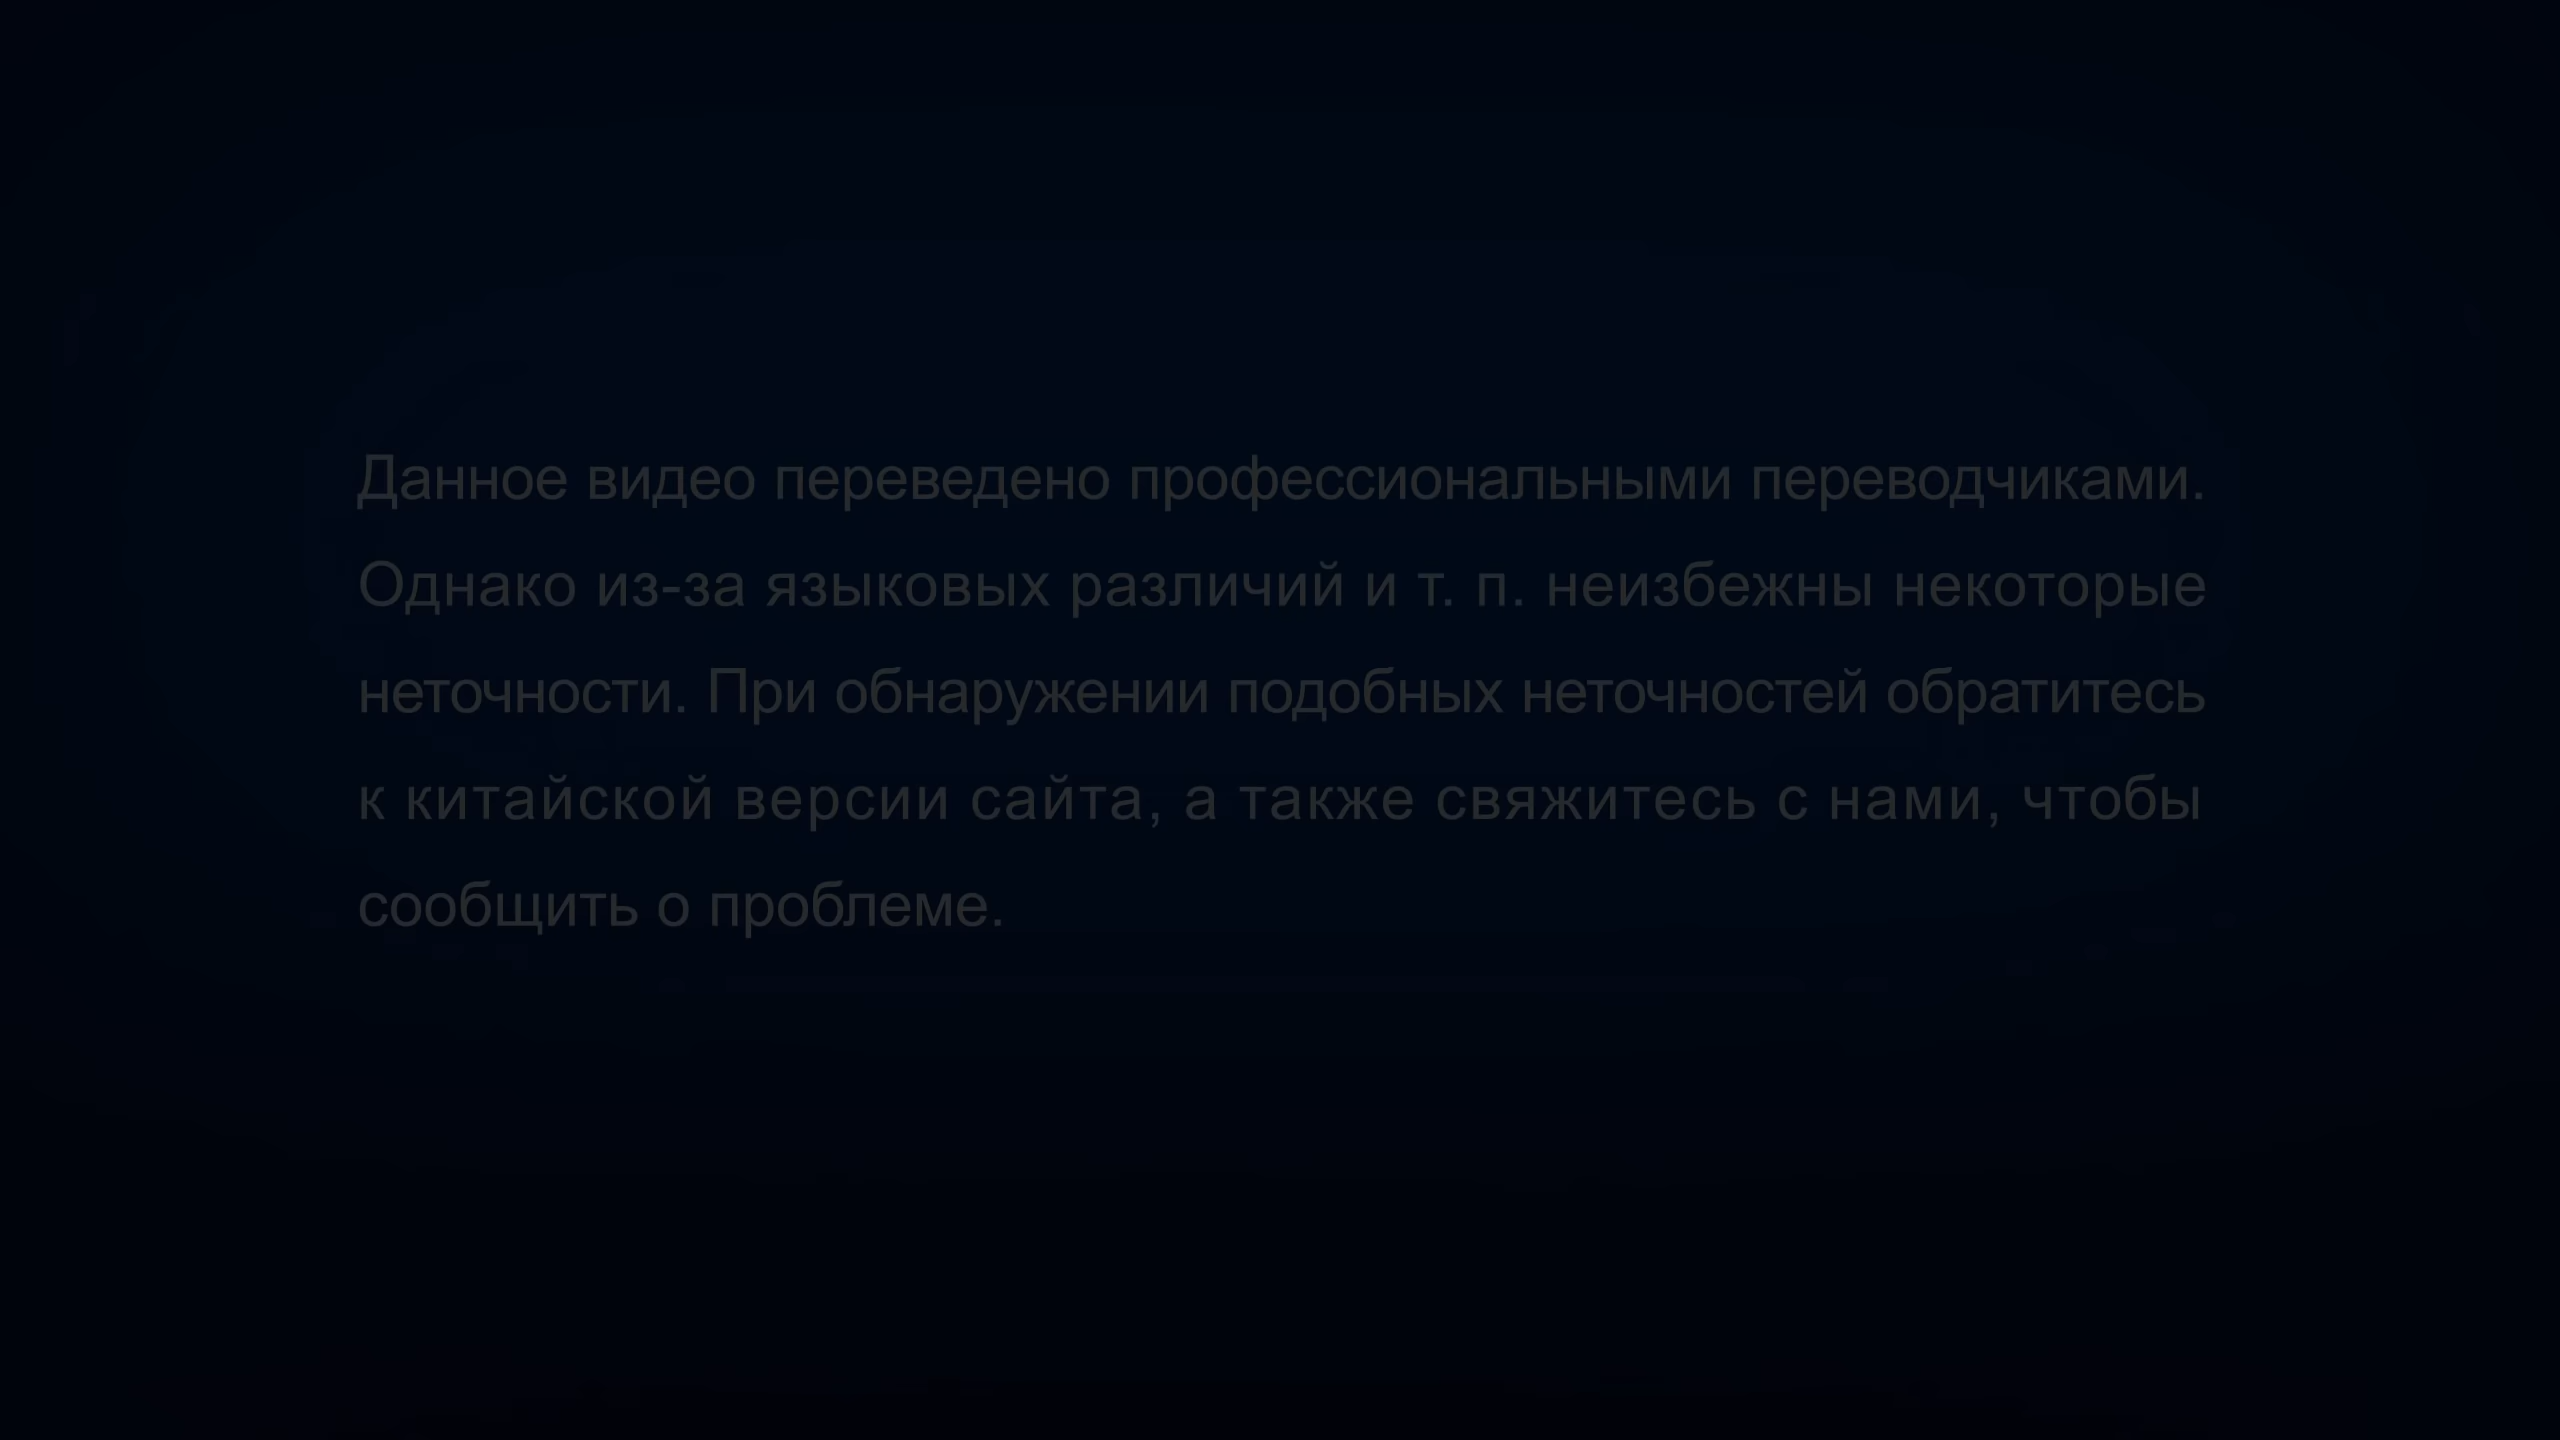 Данное видео переведено профессиональными переводчиками.
Однако из-за языковых различий и т. п. неизбежны некоторые
неточности. При обнаружении подобных неточностей обратитесь
к китайской версии сайта, а также свяжитесь с нами, чтобы
сообщить о проблеме.